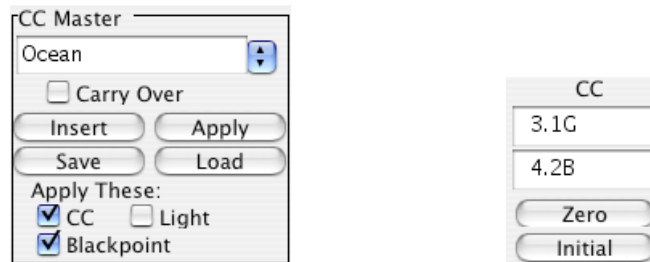 CC Master
Ocean
Carry Over
Insert Apply
Save Load
Apply These:
CC Light
Blackpoint
CC
3.1G
4.2B
Zero
Initial